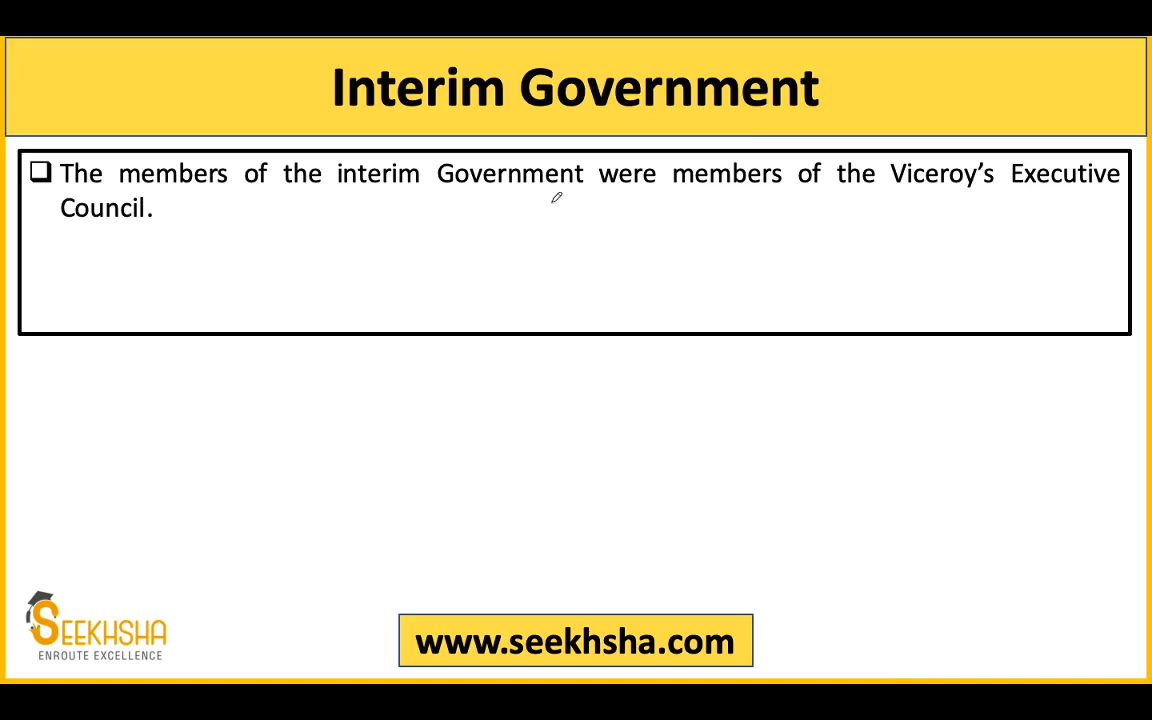 Interim Government
❑ The members of the interim Government were members of the Viceroy’s Executive
Council.
SEEKHSHA
ENROUTE EXCELLENCE
www.seekhsha.com